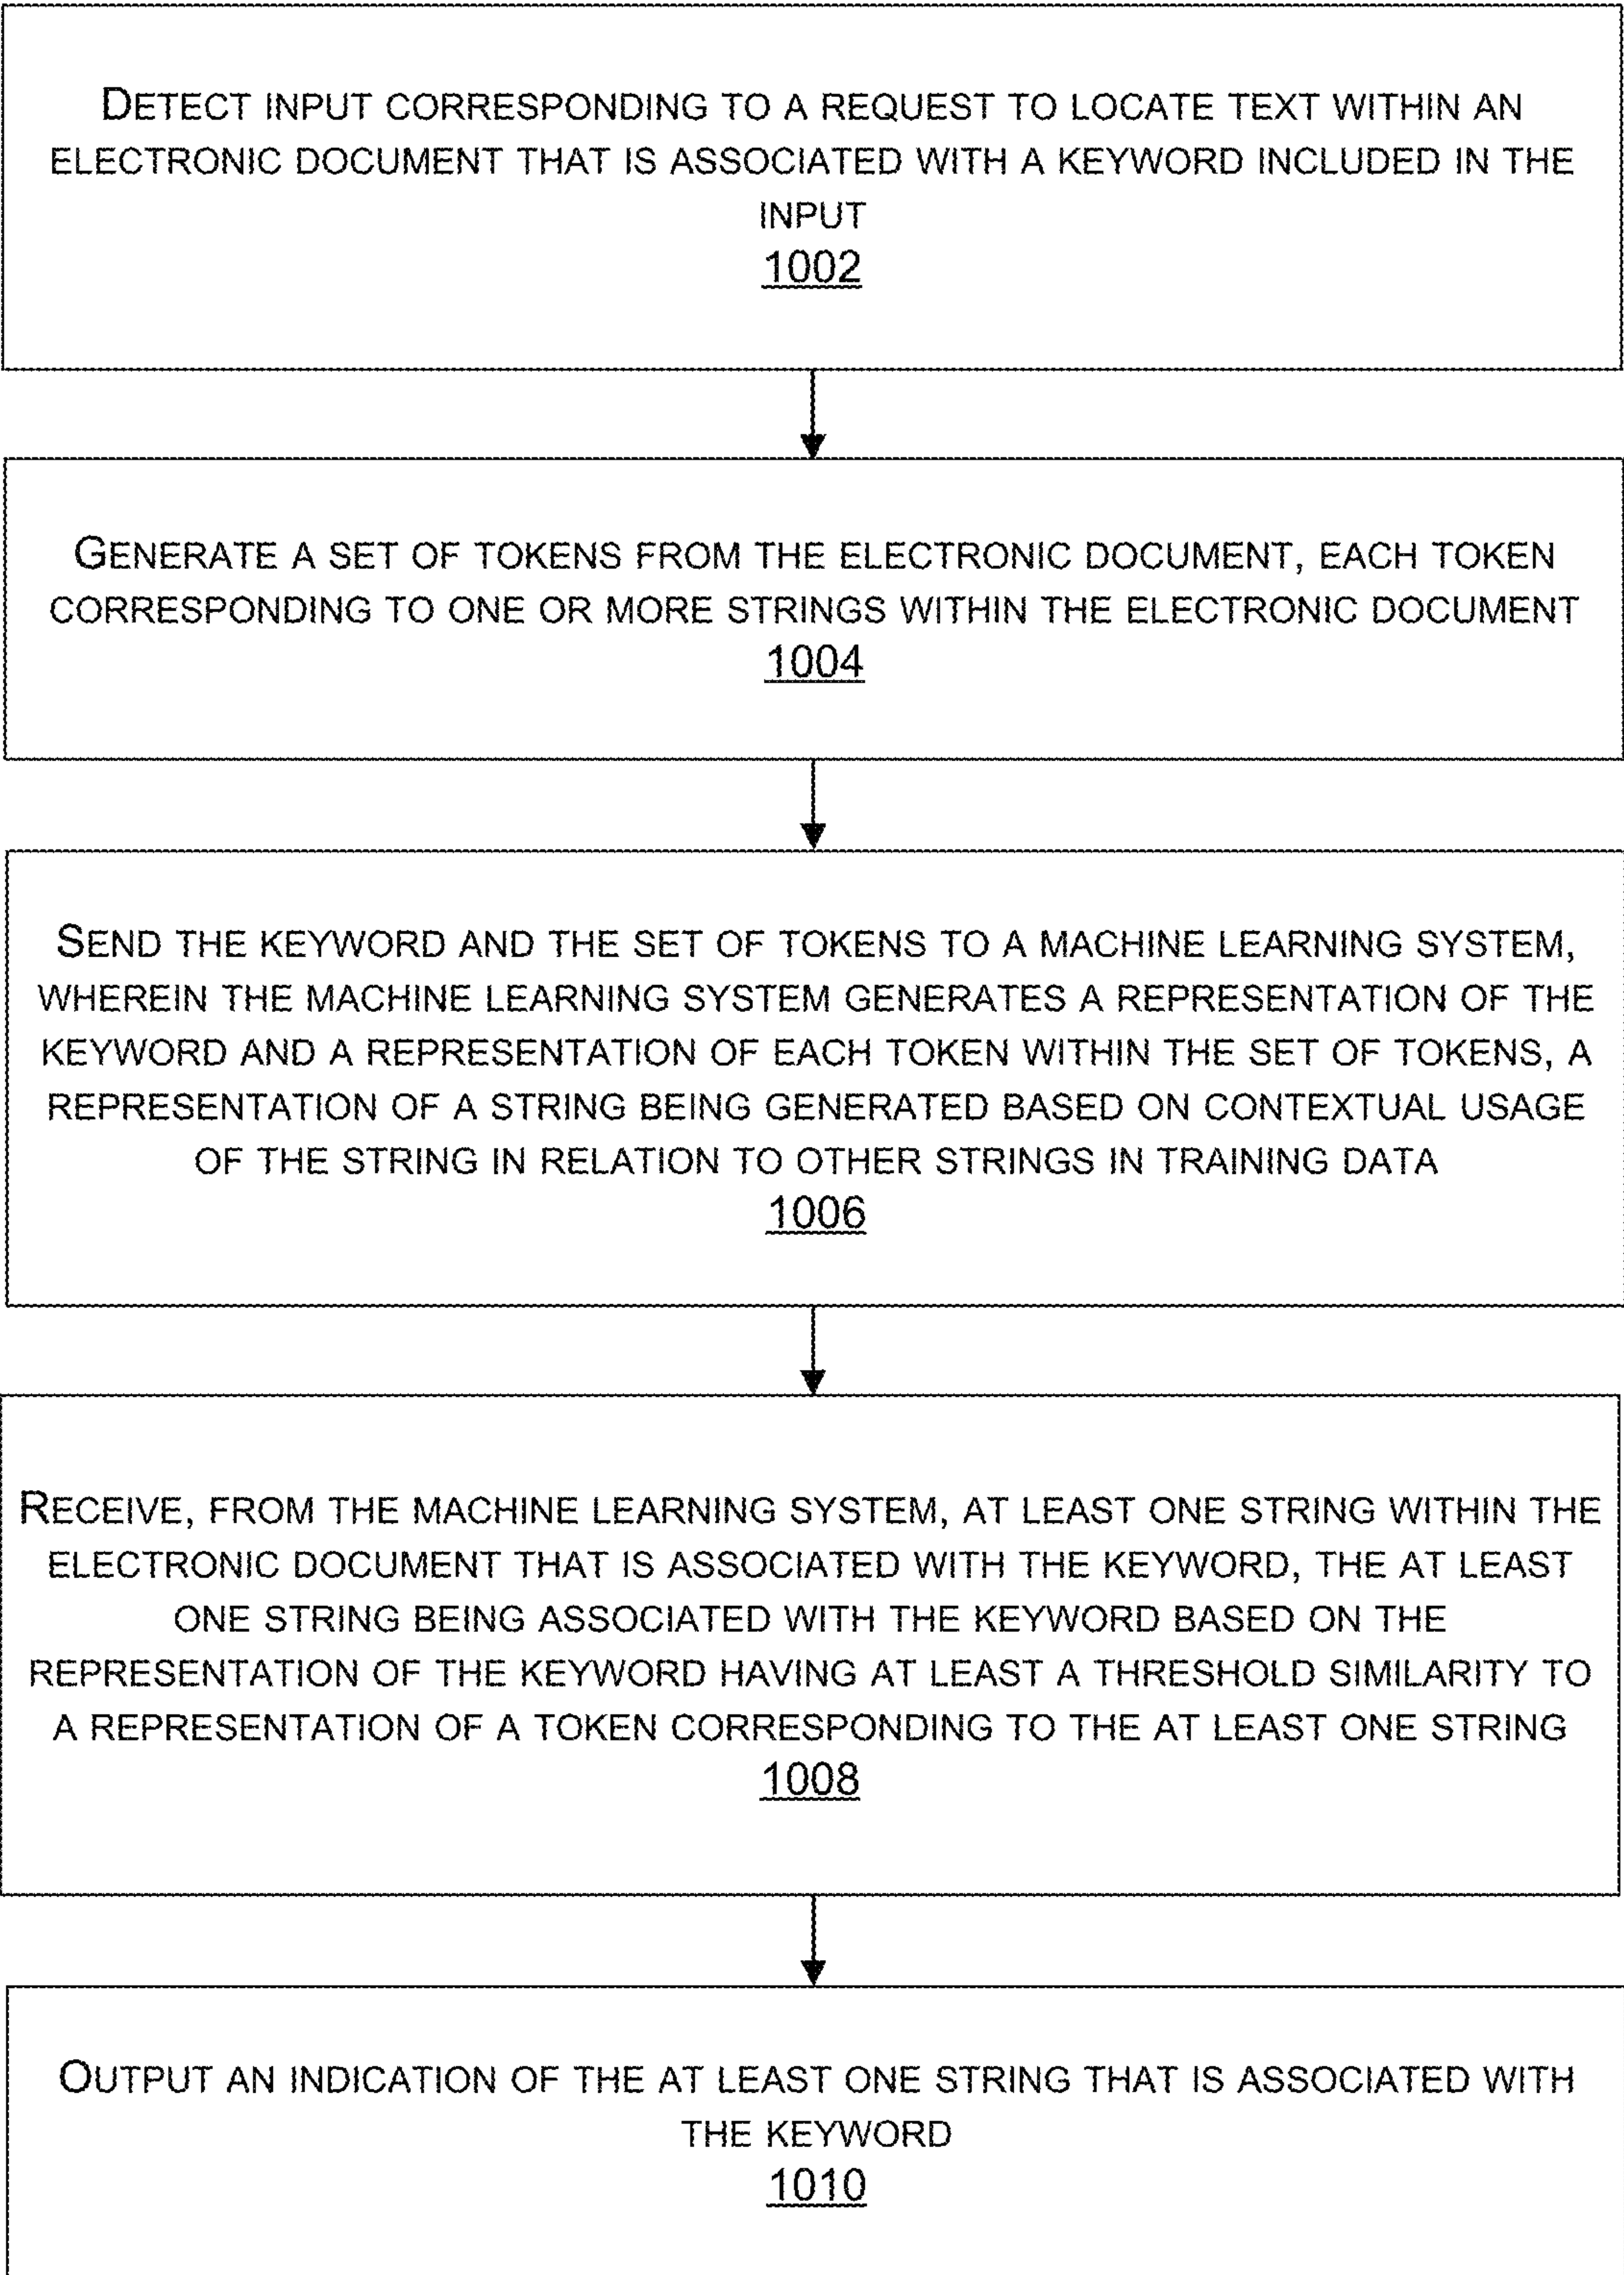 DETECT INPUT CORRESPONDING TO A REQUEST TO LOCATE TEXT WITHIN AN
ELECTRONIC DOCUMENT THAT IS ASSOCIATED WITH A KEYWORD INCLUDED IN THE
INPUT
1002
GENERATE A SET OF TOKENS FROM THE ELECTRONIC DOCUMENT, EACH TOKEN
CORRESPONDING TO ONE OR MORE STRINGS WITHIN THE ELECTRONIC DOCUMENT
1004
SEND THE KEYWORD AND THE SET OF TOKENS TO A MACHINE LEARNING SYSTEM,
WHEREIN THE MACHINE LEARNING SYSTEM GENERATES A REPRESENTATION OF THE
KEYWORD AND A REPRESENTATION OF EACH TOKEN WITHIN THE SET OF TOKENS, A
REPRESENTATION OF A STRING BEING GENERATED BASED ON CONTEXTUAL USAGE
OF THE STRING IN RELATION TO OTHER STRINGS IN TRAINING DATA
1006
RECEIVE, FROM THE MACHINE LEARNING SYSTEM, AT LEAST ONE STRING WITHIN THE
ELECTRONIC DOCUMENT THAT IS ASSOCIATED WITH THE KEYWORD, THE AT LEAST
ONE STRING BEING ASSOCIATED WITH THE KEYWORD BASED ON THE
REPRESENTATION OF THE KEYWORD HAVING AT LEAST A THRESHOLD SIMILARITY TO
A REPRESENTATION OF A TOKEN CORRESPONDING TO THE AT LEAST ONE STRING
1008
OUTPUT AN INDICATION OF THE AT LEAST ONE STRING THAT IS ASSOCIATED WITH
THE KEYWORD
1010